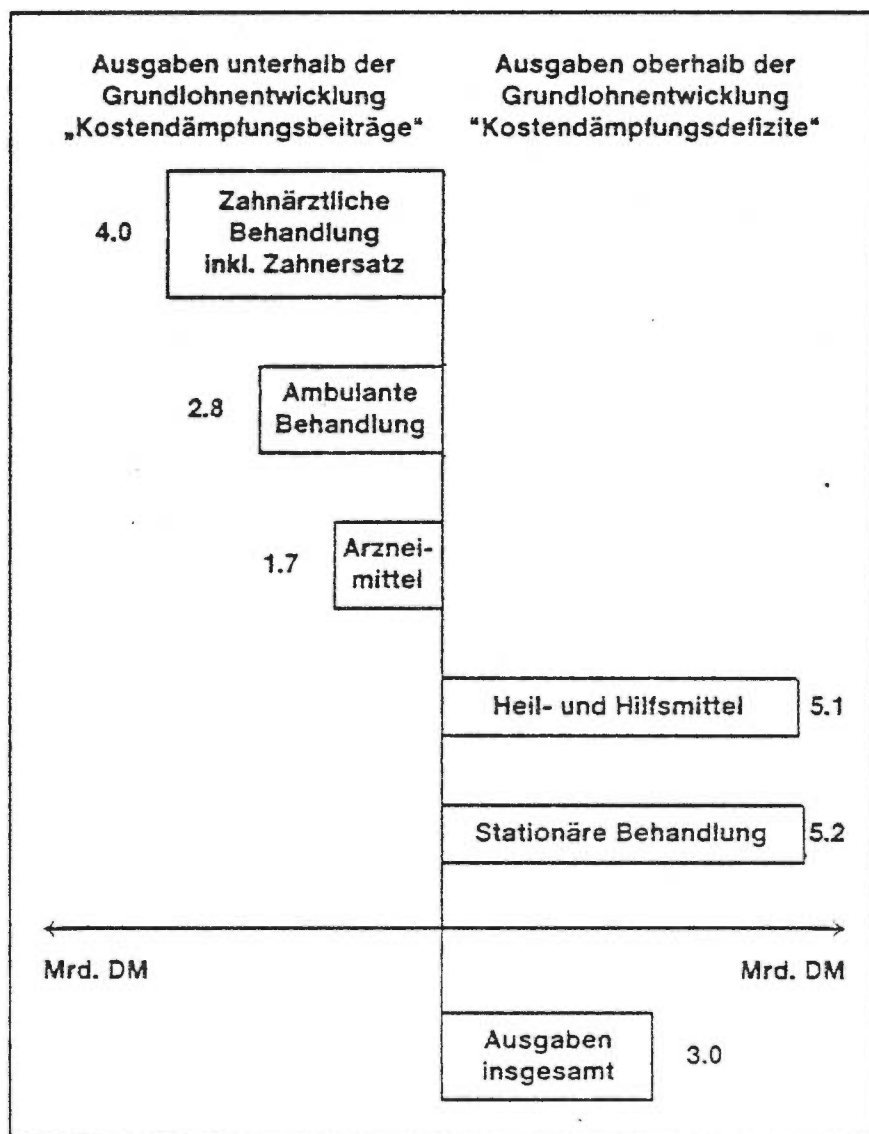 Ausgaben unterhalb der
Grundlohnentwicklung
„Kostendämpfungsbeiträge“
Ausgaben oberhalb der
Grundlohnentwicklung
“Kostendämpfungsdefizite“
Zahnärztliche
Behandlung
inkl. Zahnersatz
4.0
Ambulante
Behandlung
2.8
Arznei-
mittel
1.7
Heil- und Hilfsmittel
5.1
Stationäre Behandlung
5.2
Mrd. DM
Mrd. DM
Ausgaben
insgesamt
3.0